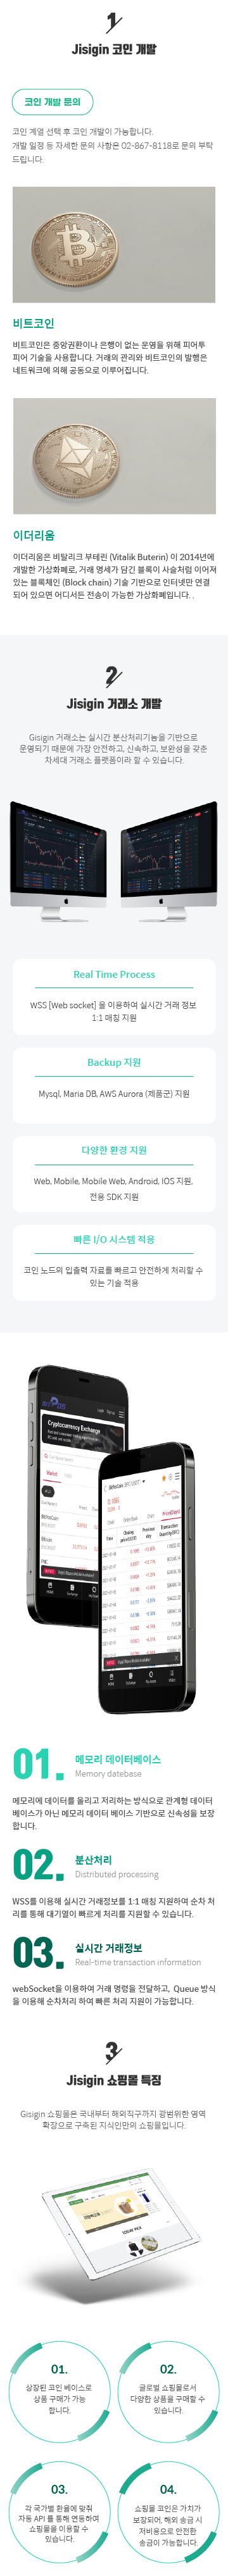 1
Jisigin 코인 개발
코인 개발 문의
코인 계열 선택 후 코인 개발이 가능합니다.
개발 일정 등 자세한 문의 사항은 02-867-8118로 문의 부탁
드립니다.
비트코인
비트코인은 중앙권환이나 은행이 없는 운영을 위해 피어투
피어 기술을 사용합니다. 거래의 관리와 비트코인의 발행은
네트워크에 의해 공동으로 이루어집니다.
이더리움
이더리움은 비탈리크 부테린 (Vitalik Buterin) 이 2014년에
개발한 가상화폐로, 거래 명세가 담긴 블록이 사슬처럼 이어져
있는 블록체인 (Block chain) 기술 기반으로 인터넷만 연결
되어 있으면 어디서든 전송이 가능한 가상화폐입니다. .
2
Jisigin 거래소 개발
Gisigin 거래소는 실시간 분산처리기능을 기반으로
운영되기 때문에 가장 안전하고, 신속하고, 보완성을 갖춘
차세대 거래소 플랫폼이라 할 수 있습니다.
Real Time Process
WSS [Web socket] 을 이용하여 실시간 거래 정보
1:1 매칭 지원
Backup 지원
Mysql, Maria DB, AWS Aurora (제품군) 지원
다양한 환경 지원
Web, Mobile, Mobile Web, Android, IOS 지원,
전용 SDK 지원
빠른 I/O 시스템 적용
코인 노드의 입출력 자료를 빠르고 안전하게 처리할 수
있는 기술 적용
Cryptocurrency Exchange
Market
01.
메모리 데이터베이스
Memory datebase
메모리에 데이터를 올리고 처리하는 방식으로 관계형 데이터
베이스가 아닌 메모리 데이터 베이스 기반으로 신속성을 보장
합니다.
02.
분산처리
Distributed processing
WSS를 이용해 실시간 거래정보를 1:1 매칭 지원하여 순차 처
리를 통해 대기열이 빠르게 처리를 지원할 수 있습니다.
03.
실시간 거래정보
Real-time transaction information
webSocket을 이용하여 거래 명령을 전달하고, Queue 방식
을 이용해 순차처리 하여 빠른 처리 지원이 가능합니다.
3
Jisigin 쇼핑몰 특징
Gisigin 쇼핑몰은 국내부터 해외직구까지 광범위한 영역
확장으로 구축된 지식인만의 쇼핑몰입니다.
01.
상장된 코인 베이스로
상품 구매가 가능
합니다.
02.
글로벌 쇼핑몰로서
다양한 상품을 구매할 수
있습니다.
03.
각 국가별 환율에 맞춰
자동 API 를 통해 연동하여
쇼핑몰을 이용할 수
있습니다.
04.
쇼핑몰 코인은 가치가
보장되어, 해외 송금 시
저비용으로 안전한
송금이 가능합니다.